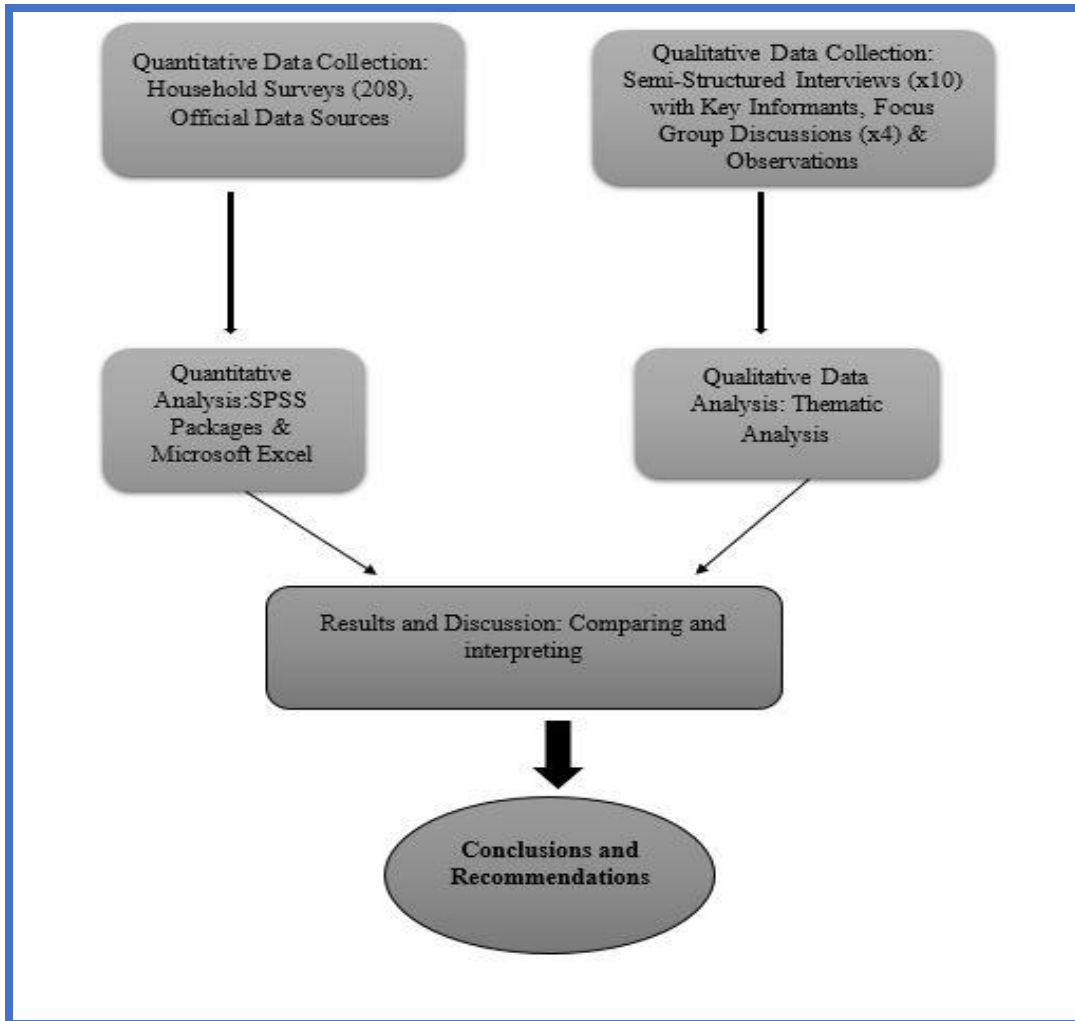 Quantitative Data Collection:
Household Surveys (208),
Official Data Sources
Qualitative Data Collection:
Semi-Structured Interviews (x10)
with Key Informants, Focus
Group Discussions (x4) &
Observations
Quantitative
Analysis:SPSS
Packages &
Microsoft Excel
Qualitative Data
Analysis: Thematic
Analysis
Results and Discussion: Comparing and
interpreting
Conclusions and
Recommendations